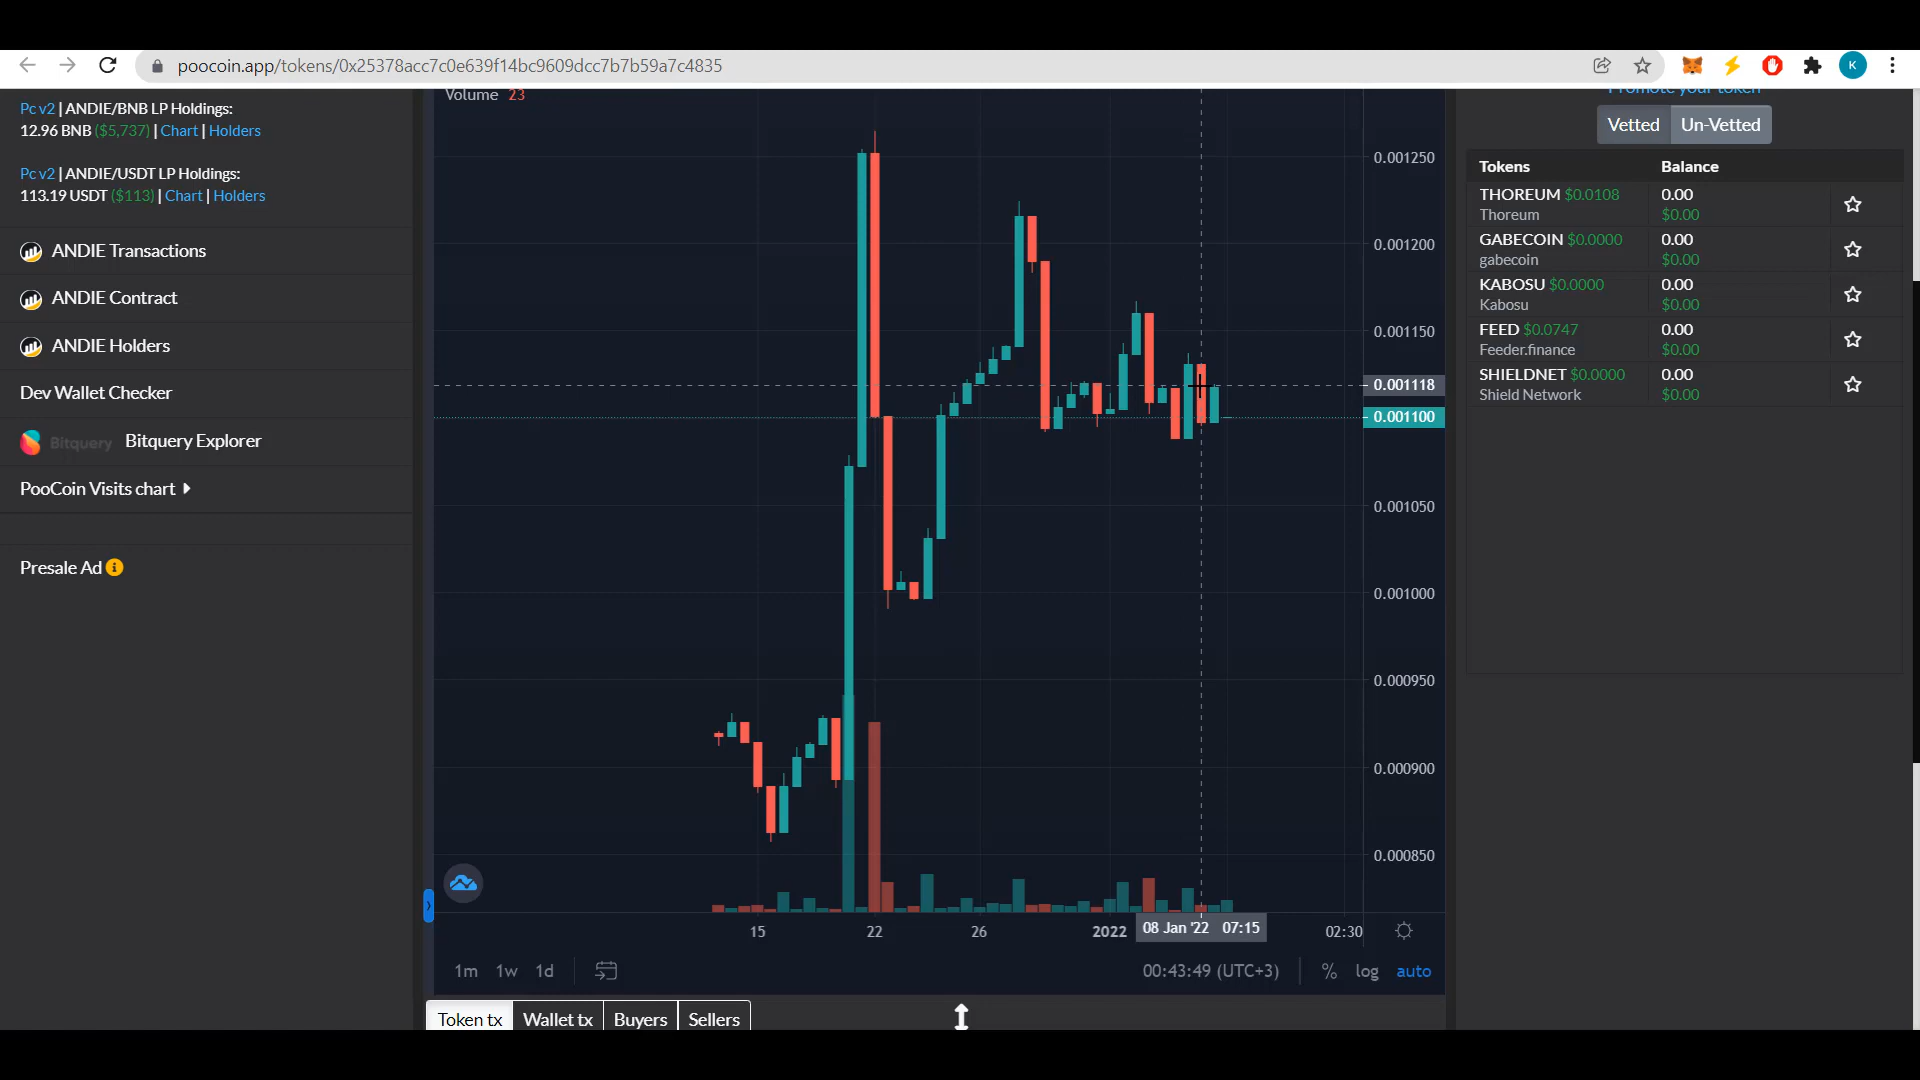 poocoin.app/tokens/0x25378acc7c0e639f14bc9609dcc7b7b59a7c4835
K
Pc v2 | ANDIE/BNB LP Holdings:
12.96 BNB ($5,737) | Chart | Holders
Pc v2 | ANDIE/USDT LP Holdings:
113.19 USDT ($113) | Chart | Holders
ANDIE Transactions
ANDIE Contract
ANDIE Holders
Dev Wallet Checker
Bitquery Bitquery Explorer
PooCoin Visits chart
Presale Ad
Volume 23
0.001250
0.001200
0.001150
0.001118
0.001100
0.001050
0.001000
0.000950
0.000900
0.000850
15 22 26 2022 08 Jan '22 07:15 02:30
1m 1w 1d 00:43:49 (UTC+3) % log auto
Token tx Wallet tx Buyers Sellers
Promote your token
Vetted Un-Vetted
Tokens Balance
THOREUM $0.0108 0.00
Thoreum $0.00
GABECOIN $0.0000 0.00
gabecoin $0.00
KABOSU $0.0000 0.00
Kabosu $0.00
FEED $0.0747 0.00
Feeder.finance $0.00
SHIELDNET $0.0000 0.00
Shield Network $0.00